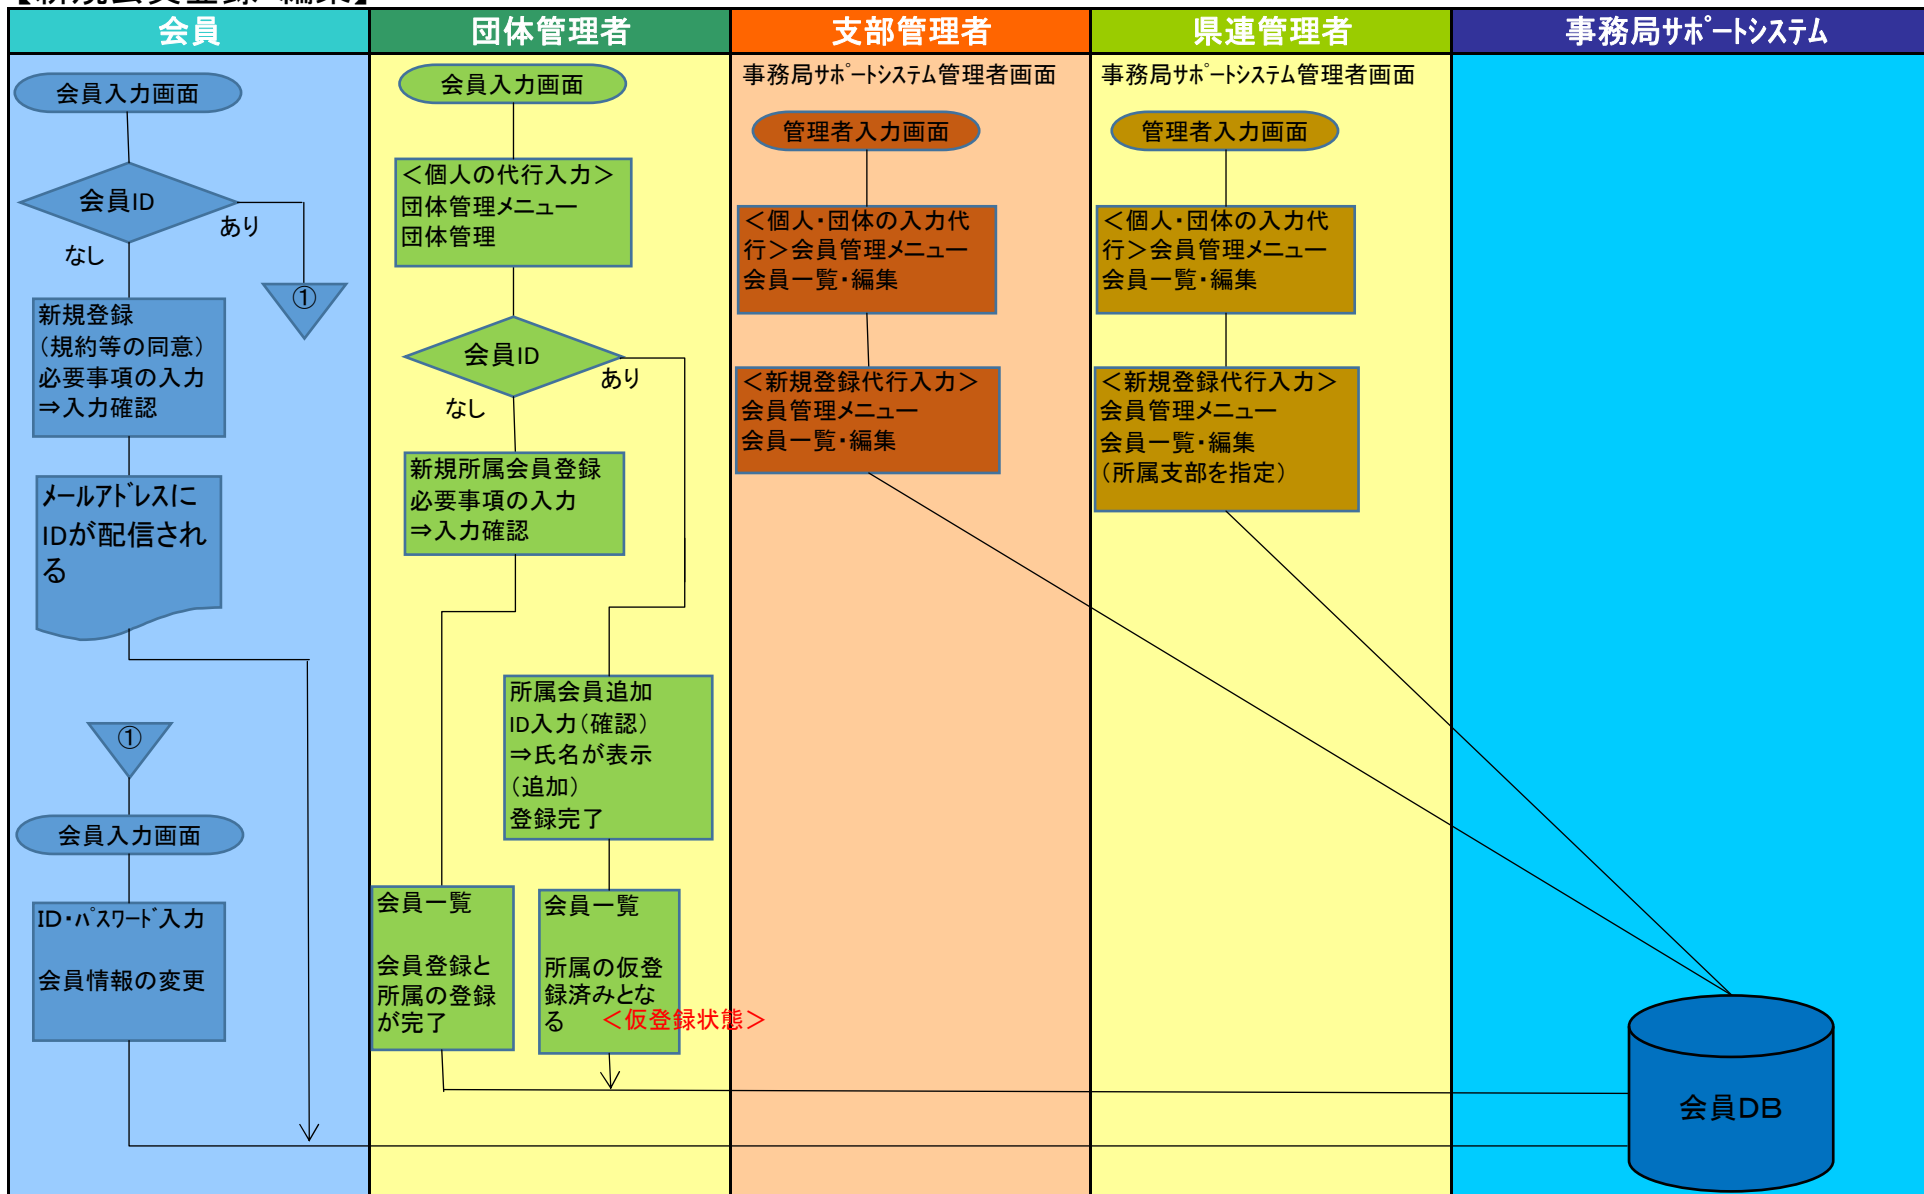 【新規会員登録・編集】
会員
団体管理者
支部管理者
県連管理者
事務局ｻﾎﾟｰﾄｼｽﾃﾑ
会員入力画面
会員ID
あり
なし
①
新規登録
（規約等の同意）
必要事項の入力
⇒入力確認
ﾒｰﾙｱﾄﾞﾚｽに
IDが配信され
る
①
会員入力画面
ID・ﾊﾟｽﾜｰﾄﾞ入力
会員情報の変更
会員入力画面
＜個人の代行入力＞
団体管理ﾒﾆｭｰ
団体管理
会員ID
あり
なし
新規所属会員登録
必要事項の入力
⇒入力確認
所属会員追加
ID入力（確認）
⇒氏名が表示
（追加）
登録完了
会員一覧
会員登録と
所属の登録
が完了
会員一覧
所属の仮登
録済みとな
る
＜仮登録状態＞
事務局ｻﾎﾟｰﾄｼｽﾃﾑ管理者画面
管理者入力画面
＜個人・団体の入力代
行＞会員管理ﾒﾆｭｰ
会員一覧・編集
＜新規登録代行入力＞
会員管理ﾒﾆｭｰ
会員一覧・編集
事務局ｻﾎﾟｰﾄｼｽﾃﾑ管理者画面
管理者入力画面
＜個人・団体の入力代
行＞会員管理ﾒﾆｭｰ
会員一覧・編集
＜新規登録代行入力＞
会員管理ﾒﾆｭｰ
会員一覧・編集
（所属支部を指定）
会員ＤＢ